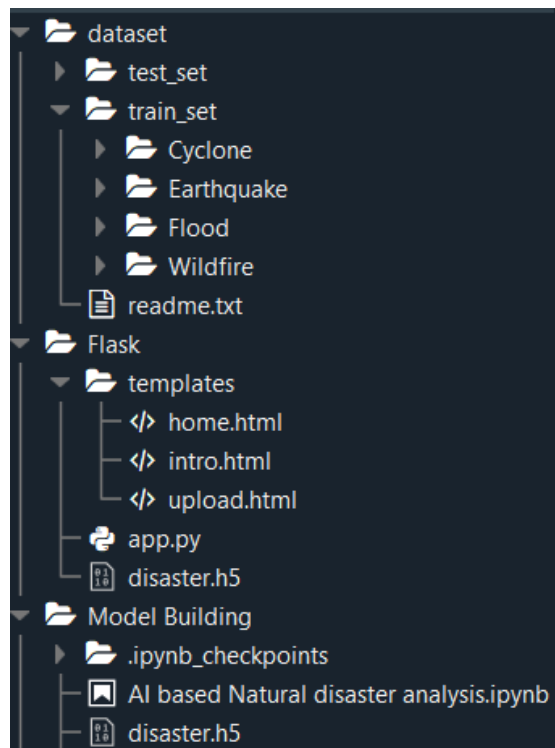 dataset
test_set
train_set
Cyclone
Earthquake
Flood
Wildfire
readme.txt
Flask
templates
home.html
intro.html
upload.html
app.py
disaster.h5
Model Building
.ipynb_checkpoints
AI based Natural disaster analysis.ipynb
disaster.h5